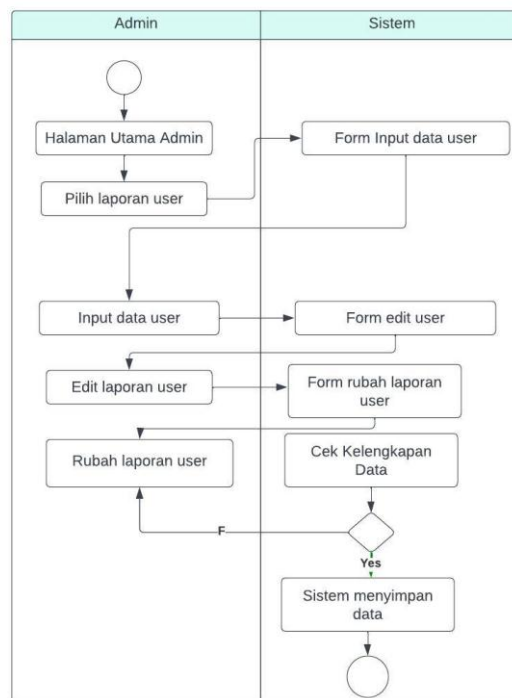 Admin
Sistem
Halaman Utama Admin
Form Input data user
Pilih laporan user
Input data user
Form edit user
Edit laporan user
Form rubah laporan
user
Rubah laporan user
Cek Kelengkapan
Data
F
Yes
Sistem menyimpan
data